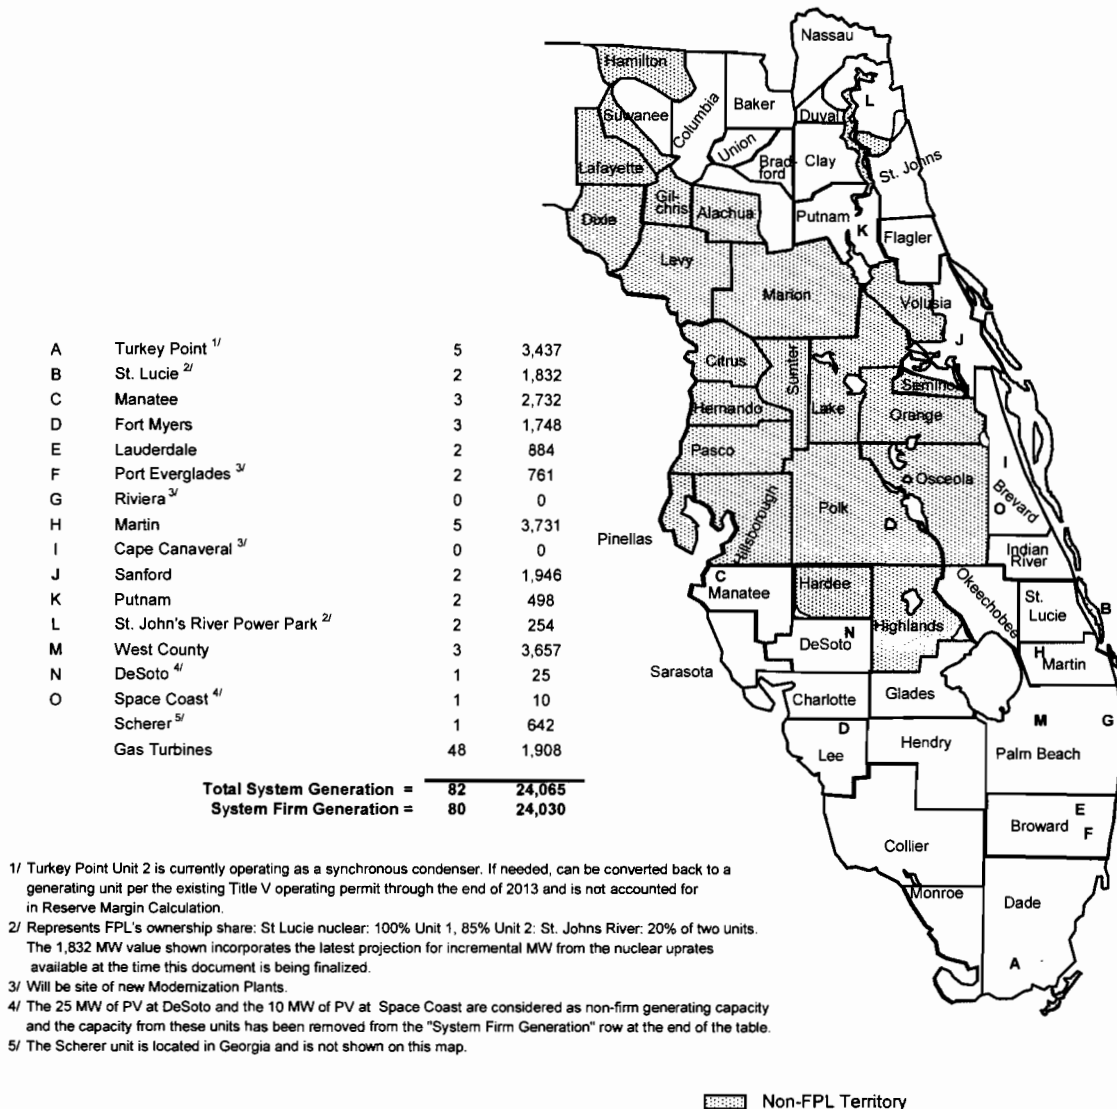 Nassau
Hamilton
Suwanee
Columbia
Baker
L
Duval
Union
Brad-
ford
Clay
St. Johns
Lafayette
Gil-
chris
Alachua
Putnam
K
Flagler
Dixie
Levy
Marion
Volusia
J
Citrus
Sumter
Lake
Seminol
Hernando
Orange
Pasco
Osceola
I
Brevard
O
Polk
Hillsborough
Pinellas
D
Indian
River
C
Manatee
Hardee
Okeechobee
St.
Lucie
B
Highlands
N
DeSoto
H
Martin
Sarasota
Charlotte
Glades
M
G
D
Lee
Hendry
Palm Beach
E
Broward
F
Collier
Monroe
Dade
A
A Turkey Point 1/ 5 3,437
B St. Lucie 2/ 2 1,832
C Manatee 3 2,732
D Fort Myers 3 1,748
E Lauderdale 2 884
F Port Everglades 3/ 2 761
G Riviera 3/ 0 0
H Martin 5 3,731
I Cape Canaveral 3/ 0 0
J Sanford 2 1,946
K Putnam 2 498
L St. John's River Power Park 2/ 2 254
M West County 3 3,657
N DeSoto 4/ 1 25
O Space Coast 4/ 1 10
Scherer 5/ 1 642
Gas Turbines 48 1,908
Total System Generation = 82 24,065
System Firm Generation = 80 24,030
1/ Turkey Point Unit 2 is currently operating as a synchronous condenser. If needed, can be converted back to a
generating unit per the existing Title V operating permit through the end of 2013 and is not accounted for
in Reserve Margin Calculation.
2/ Represents FPL's ownership share: St Lucie nuclear: 100% Unit 1, 85% Unit 2: St. Johns River: 20% of two units.
The 1,832 MW value shown incorporates the latest projection for incremental MW from the nuclear uprates
available at the time this document is being finalized.
3/ Will be site of new Modernization Plants.
4/ The 25 MW of PV at DeSoto and the 10 MW of PV at Space Coast are considered as non-firm generating capacity
and the capacity from these units has been removed from the "System Firm Generation" row at the end of the table.
5/ The Scherer unit is located in Georgia and is not shown on this map.
Non-FPL Territory